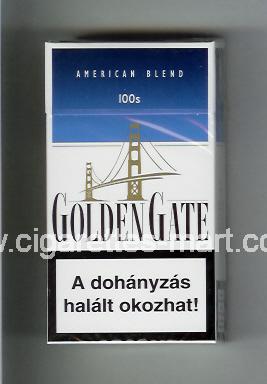 AMERICAN BLEND
100s
GOLDEN GATE
www.cigarettes-mart.com
A dohányzás
halált okozhat!